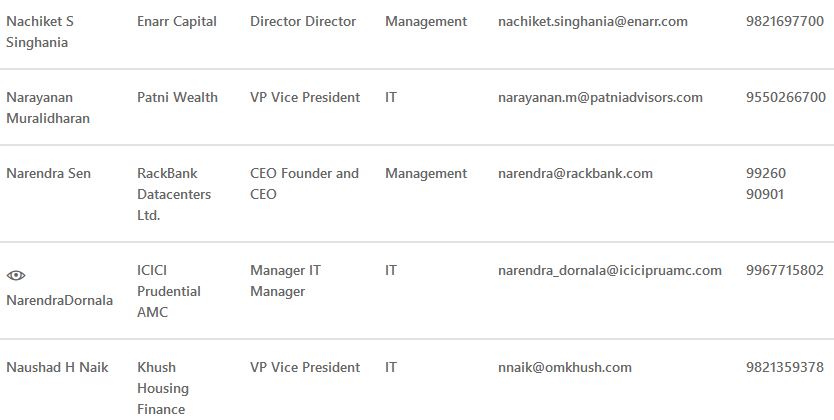 Nachiket S Enarr Capital Director Director Management nachiket.singhania@enarr.com 9821697700
Singhania
Narayanan Patni Wealth VP Vice President IT narayanan.m@patniadvisors.com 9550266700
Muralidharan
Narendra Sen RackBank CEO Founder and Management narendra@rackbank.com 99260
Datacenters CEO 90901
Ltd.
ICICI Manager IT IT narendra_dornala@icicipruamc.com 9967715802
NarendraDornala Prudential Manager
AMC
Naushad H Naik Khush VP Vice President IT nnaik@omkhush.com 9821359378
Housing
Finance